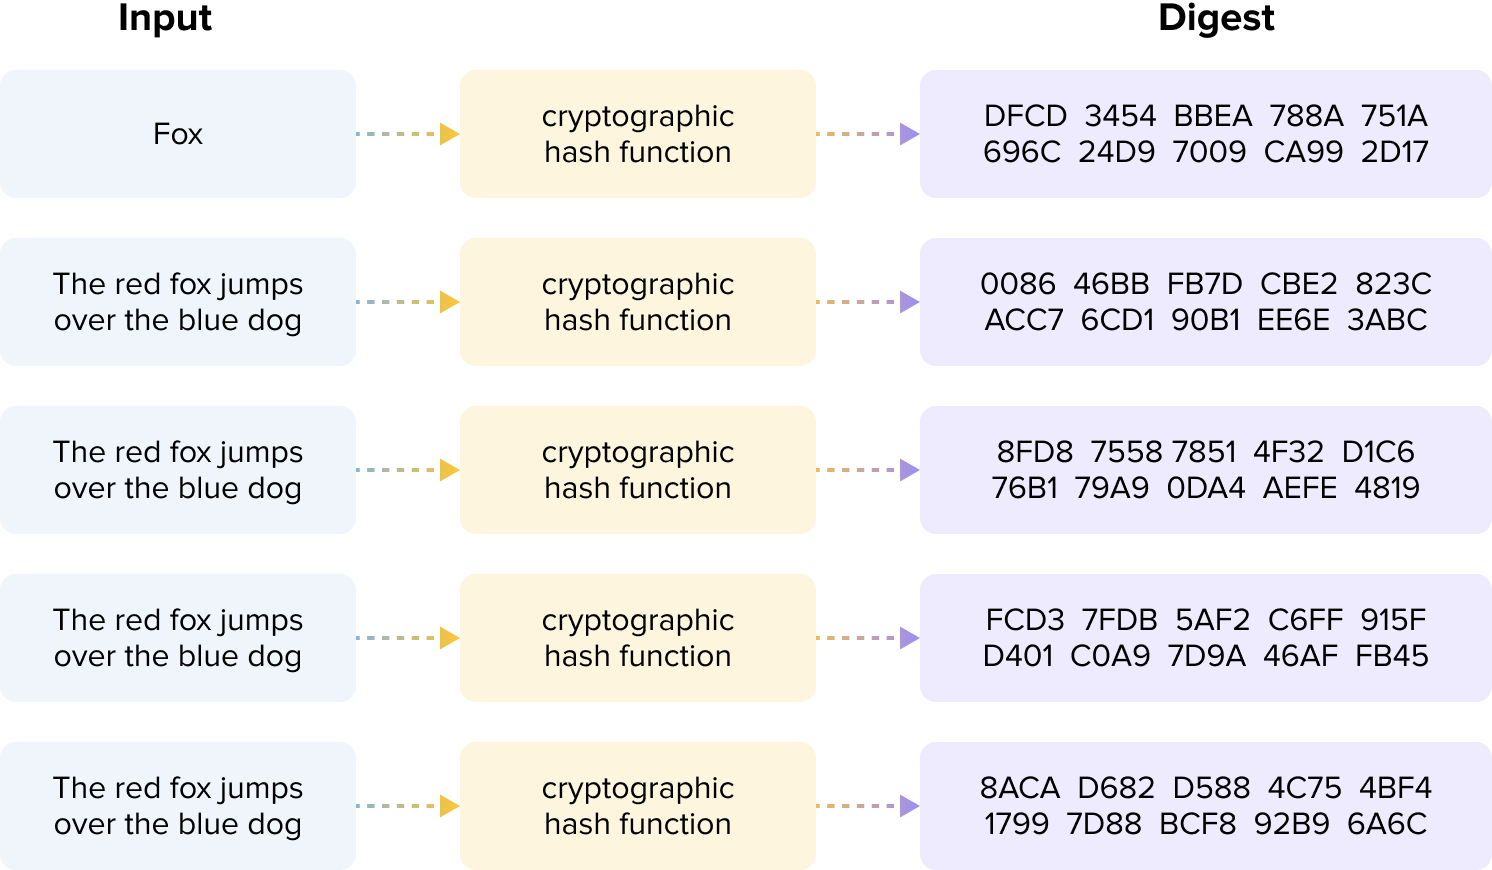 Input
Digest
Fox
cryptographic
hash function
DFCD 3454 BBEA 788A 751A
696C 24D9 7009 CA99 2D17
The red fox jumps
over the blue dog
cryptographic
hash function
0086 46BB FB7D CBE2 823C
ACC7 6CD1 90B1 EE6E 3ABC
The red fox jumps
over the blue dog
cryptographic
hash function
8FD8 7558 7851 4F32 D1C6
76B1 79A9 0DA4 AEFE 4819
The red fox jumps
over the blue dog
cryptographic
hash function
FCD3 7FDB 5AF2 C6FF 915F
D401 C0A9 7D9A 46AF FB45
The red fox jumps
over the blue dog
cryptographic
hash function
8ACA D682 D588 4C75 4BF4
1799 7D88 BCF8 92B9 6A6C